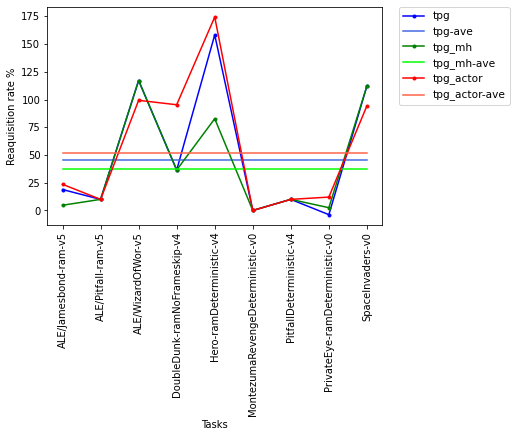 175
150
125
100
75
50
25
0
Reaquisition rate %
ALE/Jamesbond-ram-v5
ALE/Pitfall-ram-v5
ALE/WizardOfWor-v5
DoubleDunk-ramNoFrameskip-v4
Hero-ramDeterministic-v4
MontezumaRevengeDeterministic-v0
PitfallDeterministic-v4
PrivateEye-ramDeterministic-v0
SpaceInvaders-v0
Tasks
tpg
tpg-ave
tpg_mh
tpg_mh-ave
tpg_actor
tpg_actor-ave